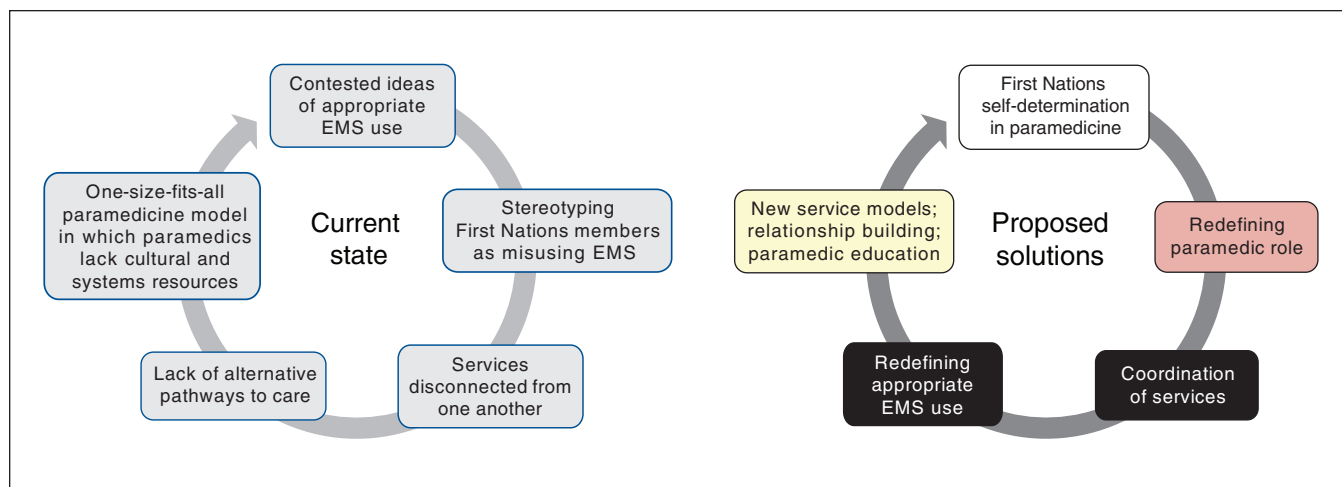 Contested ideas
of appropriate
EMS use
Stereotyping
First Nations members
as misusing EMS
Services
disconnected from
one another
Lack of alternative
pathways to care
One-size-fits-all
paramedicine model
in which paramedics
lack cultural and
systems resources
Current
state
First Nations
self-determination
in paramedicine
Redefining
paramedic role
Coordination
of services
Redefining
appropriate
EMS use
New service models;
relationship building;
paramedic education
Proposed
solutions